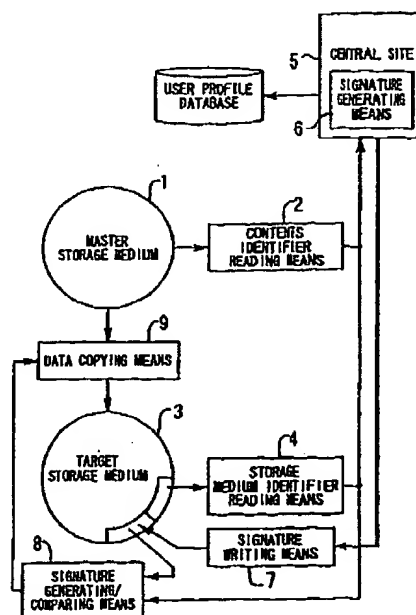 5
CENTRAL SITE
SIGNATURE
GENERATING
MEANS
6
USER PROFILE
DATABASE
1
MASTER
STORAGE MEDIUM
2
CONTENTS
IDENTIFIER
READING MEANS
9
DATA COPYING MEANS
3
TARGET
STORAGE MEDIUM
4
STORAGE
MEDIUM IDENTIFIER
READING MEANS
SIGNATURE
WRITING MEANS
7
8
SIGNATURE
GENERATING/
COMPARING MEANS